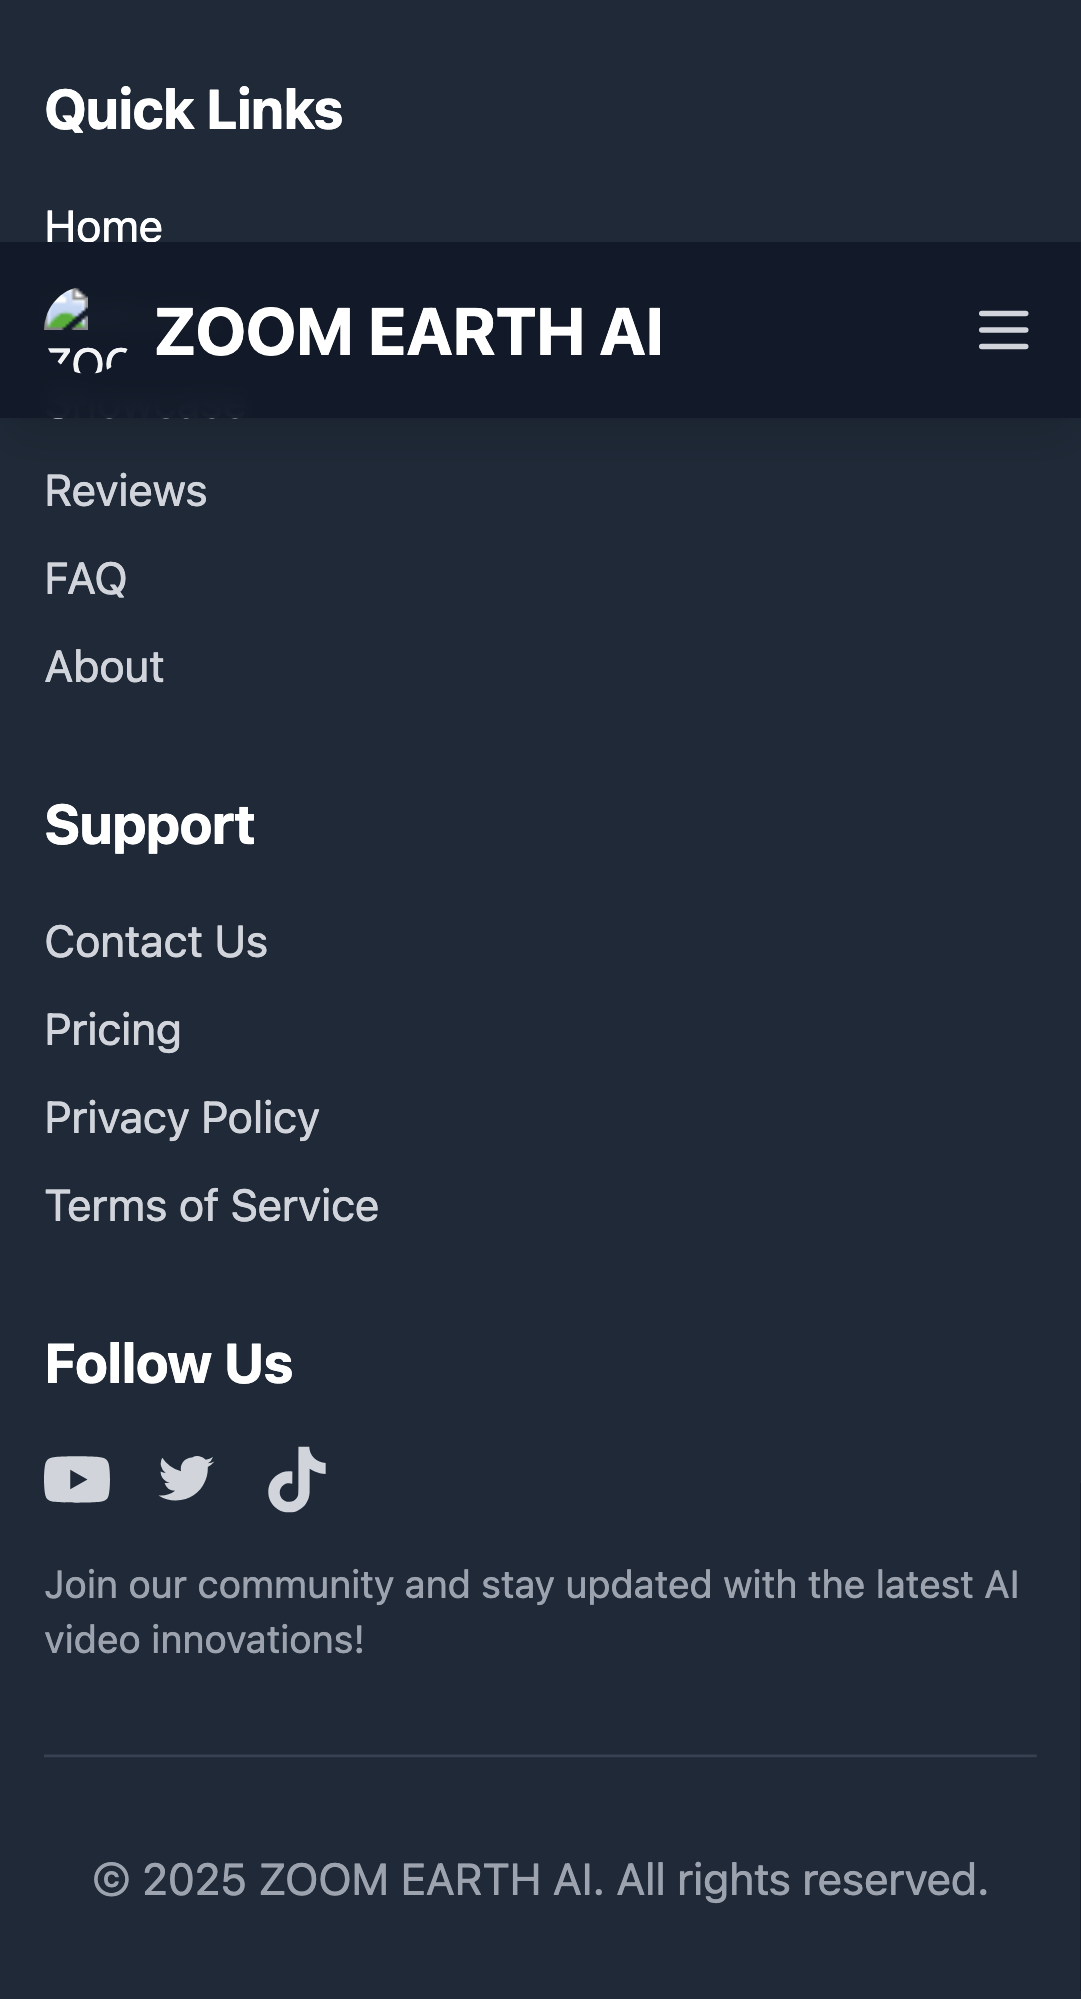 Quick Links
Home
ZOOM EARTH AI
Reviews
FAQ
About
Support
Contact Us
Pricing
Privacy Policy
Terms of Service
Follow Us
Join our community and stay updated with the latest AI
video innovations!
© 2025 ZOOM EARTH AI. All rights reserved.